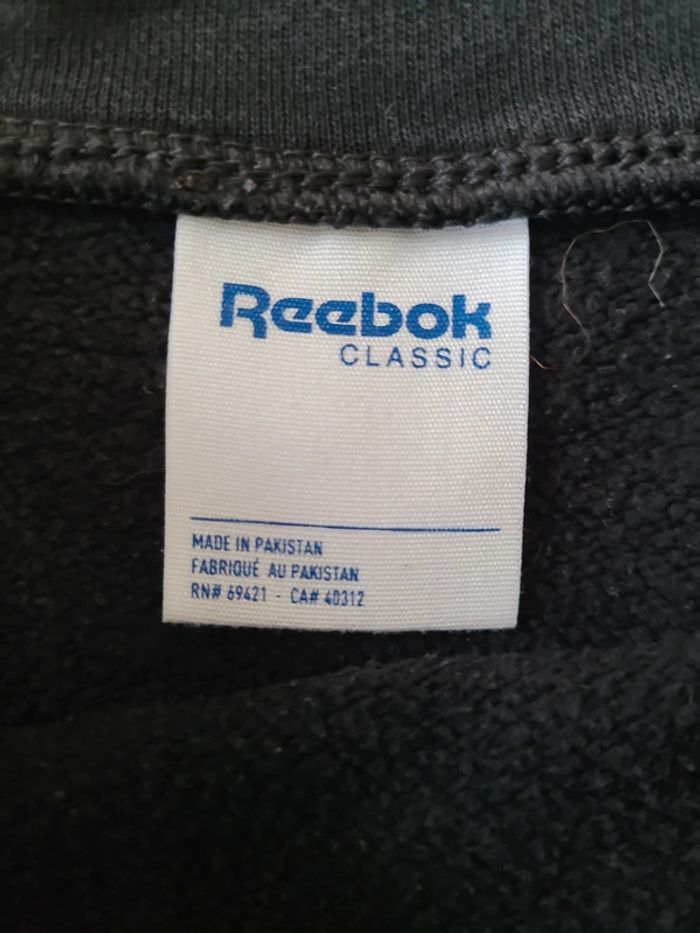 Reebok
CLASSIC
MADE IN PAKISTAN
FABRIQUÉ AU PAKISTAN
RN# 69421 - CA# 40312